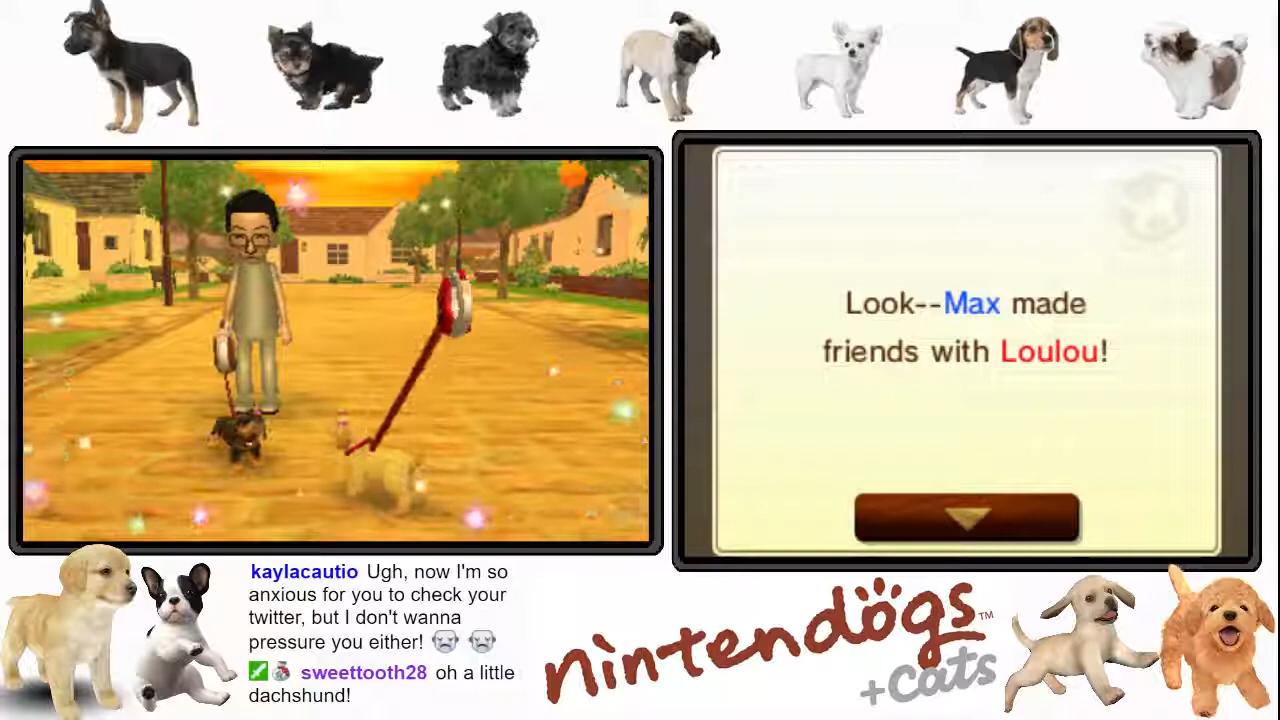 Look--Max made
friends with Loulou!
kaylacautio Ugh, now I'm so
anxious for you to check your
twitter, but I don't wanna
pressure you either!
sweettooth28 oh a little
dachshund!
nintendögs™
+cats